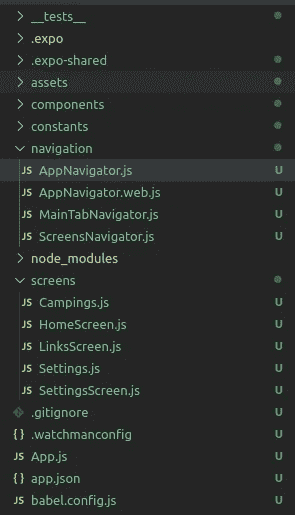 __tests__
.expo
.expo-shared
assets
components
constants
navigation
JS AppNavigator.js U
JS AppNavigator.web.js U
JS MainTabNavigator.js U
JS ScreensNavigator.js U
node_modules
screens
JS Campings.js U
JS HomeScreen.js U
JS LinksScreen.js U
JS Settings.js U
JS SettingsScreen.js U
.gitignore U
{ } .watchmanconfig U
JS App.js U
{ } app.json U
JS babel.config.js U